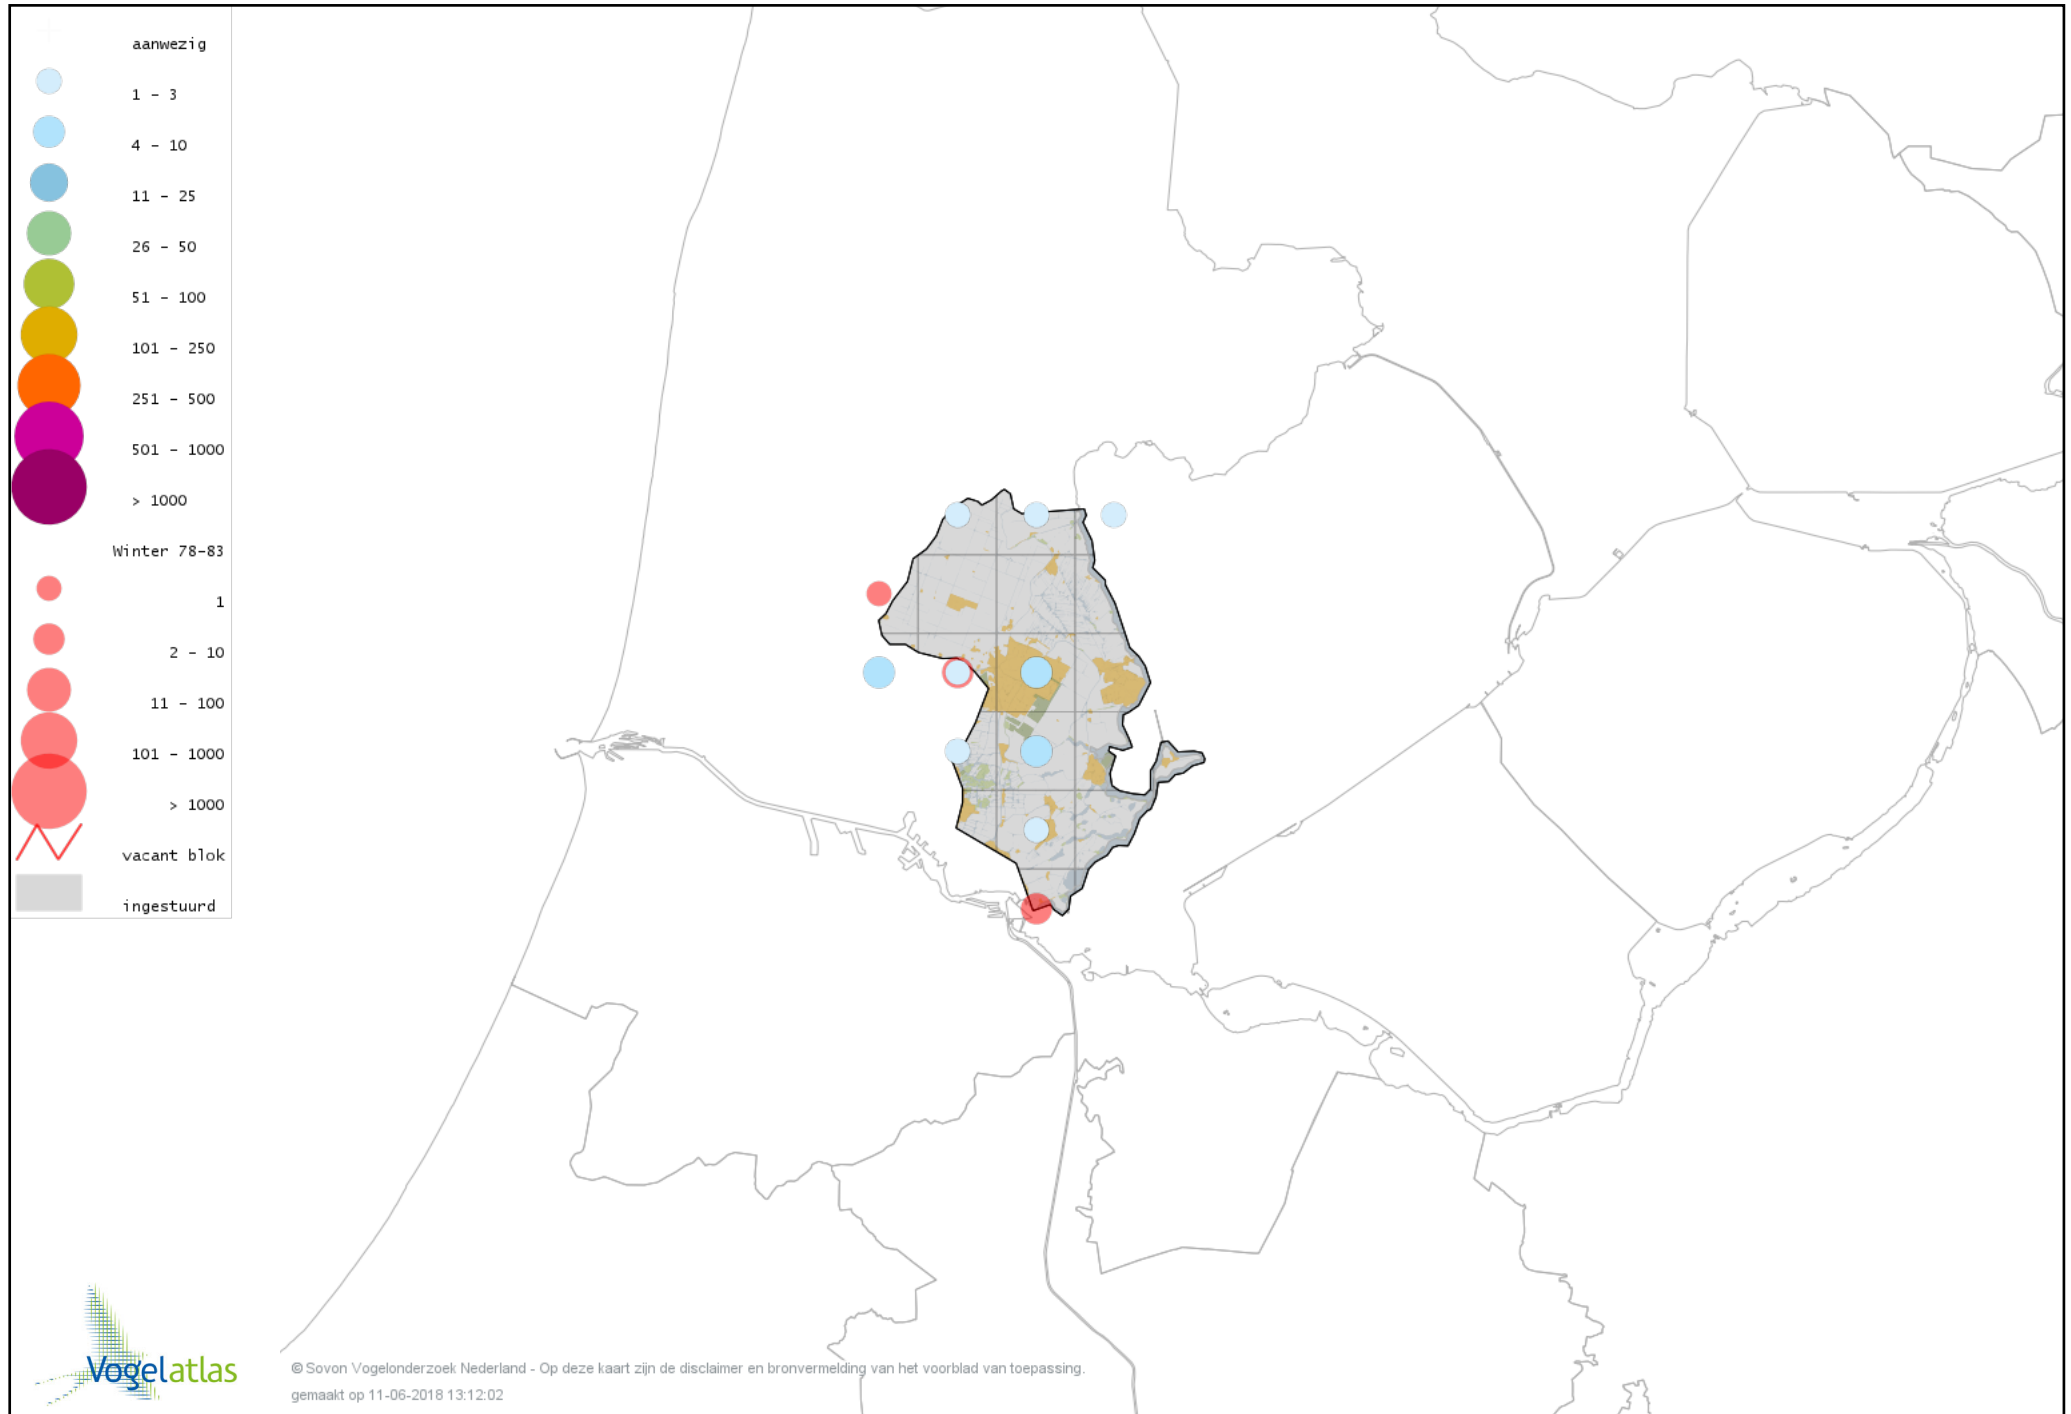 aanwezig
1 - 3
4 - 10
11 - 25
26 - 50
51 - 100
101 - 250
251 - 500
501 - 1000
> 1000
Winter 78-83
1
2 - 10
11 - 100
101 - 1000
> 1000
vacant blok
ingestuurd
Vogelatlas
© Sovon Vogelonderzoek Nederland - Op deze kaart zijn de disclaimer en bronvermelding van het voorblad van toepassing.
gemaakt op 11-06-2018 13:12:02